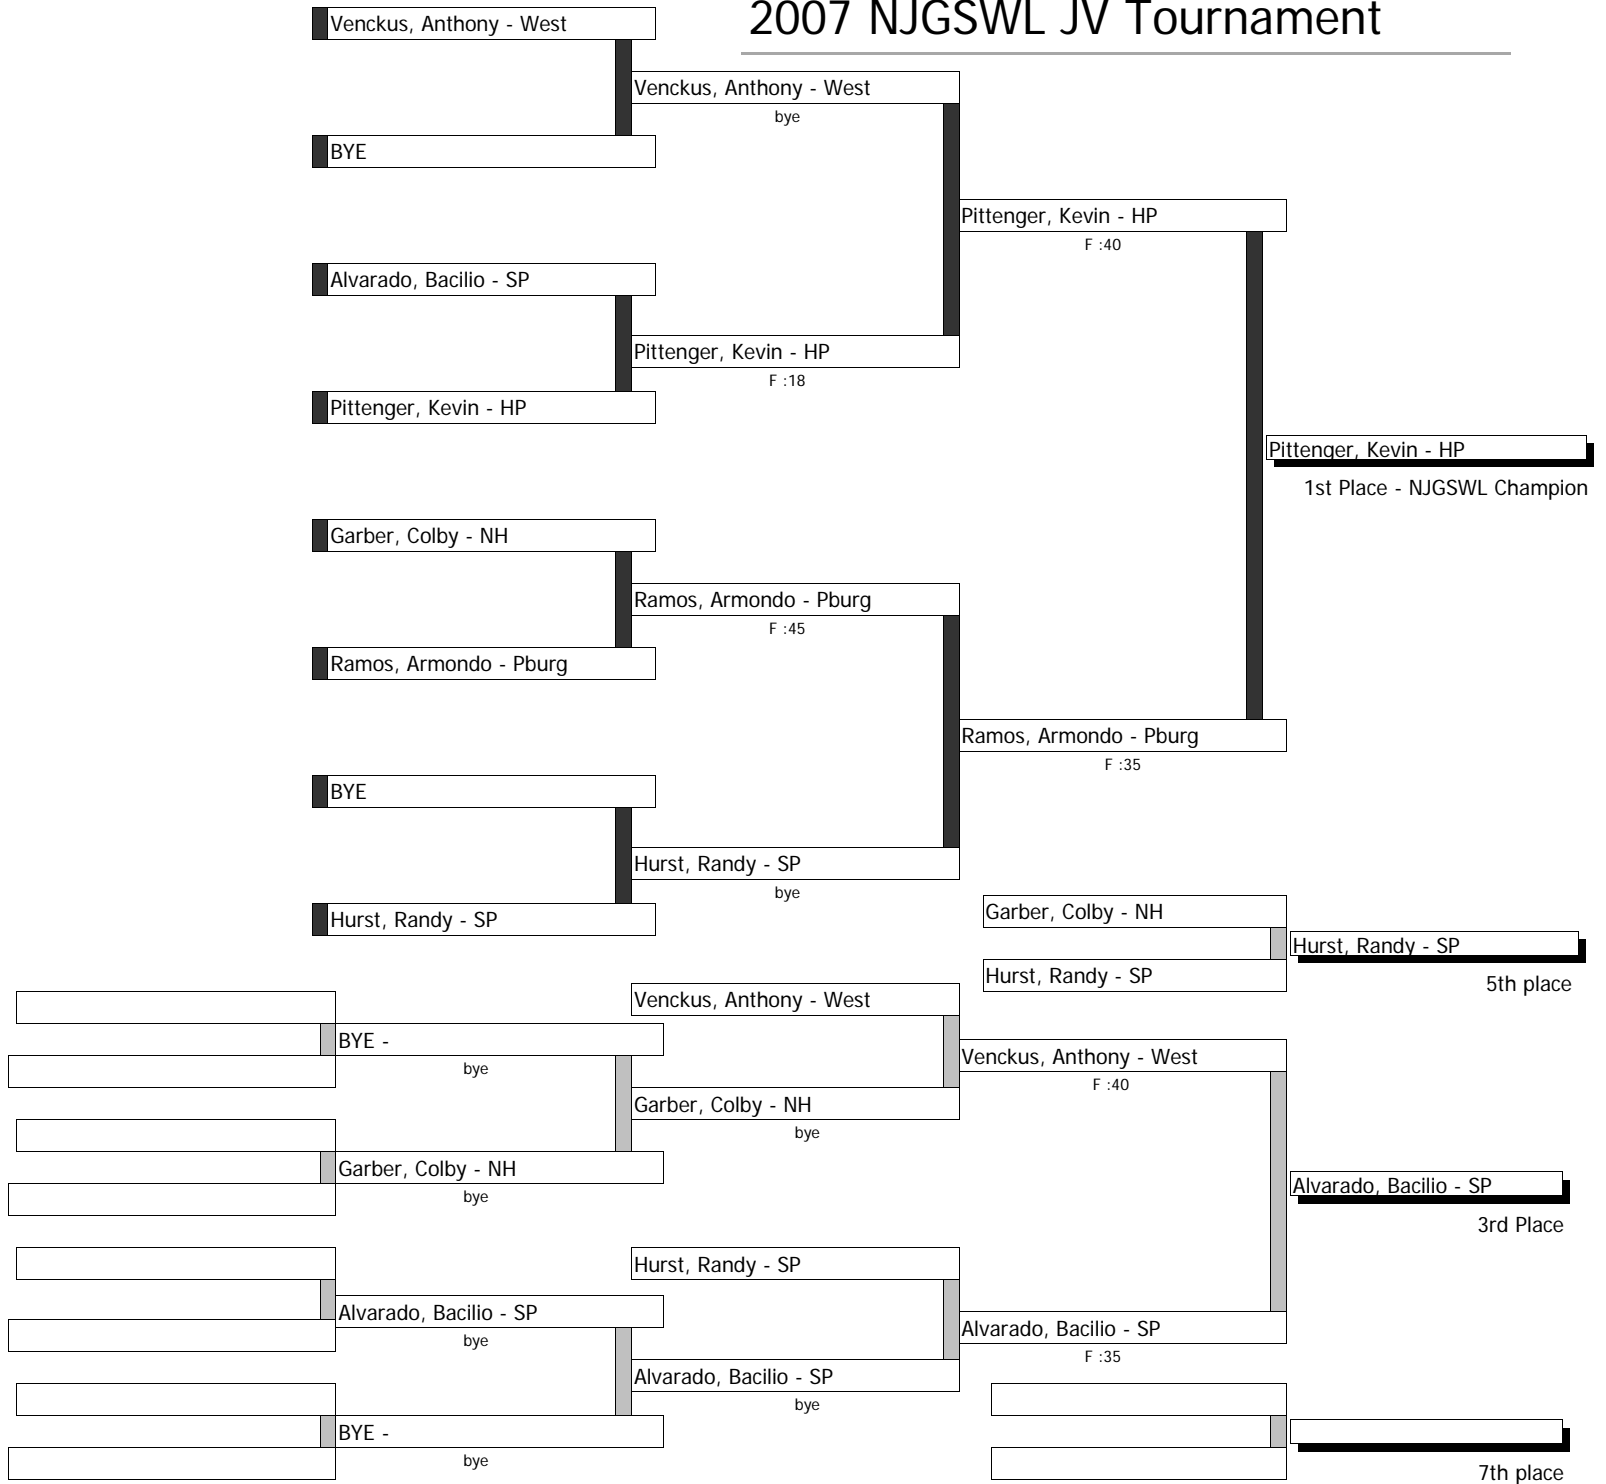 2007 NJGSWL JV Tournament
Venckus, Anthony - West
Venckus, Anthony - West
bye
BYE
Pittenger, Kevin - HP
F :40
Alvarado, Bacilio - SP
Pittenger, Kevin - HP
F :18
Pittenger, Kevin - HP
Pittenger, Kevin - HP
1st Place - NJGSWL Champion
Garber, Colby - NH
Ramos, Armondo - Pburg
F :45
Ramos, Armondo - Pburg
Ramos, Armondo - Pburg
F :35
BYE
Hurst, Randy - SP
bye
Hurst, Randy - SP
Garber, Colby - NH
Hurst, Randy - SP
Hurst, Randy - SP
5th place
Venckus, Anthony - West
BYE -
bye
Venckus, Anthony - West
F :40
Garber, Colby - NH
bye
Garber, Colby - NH
bye
Alvarado, Bacilio - SP
3rd Place
Hurst, Randy - SP
Alvarado, Bacilio - SP
bye
Alvarado, Bacilio - SP
F :35
Alvarado, Bacilio - SP
bye
BYE -
bye
7th place